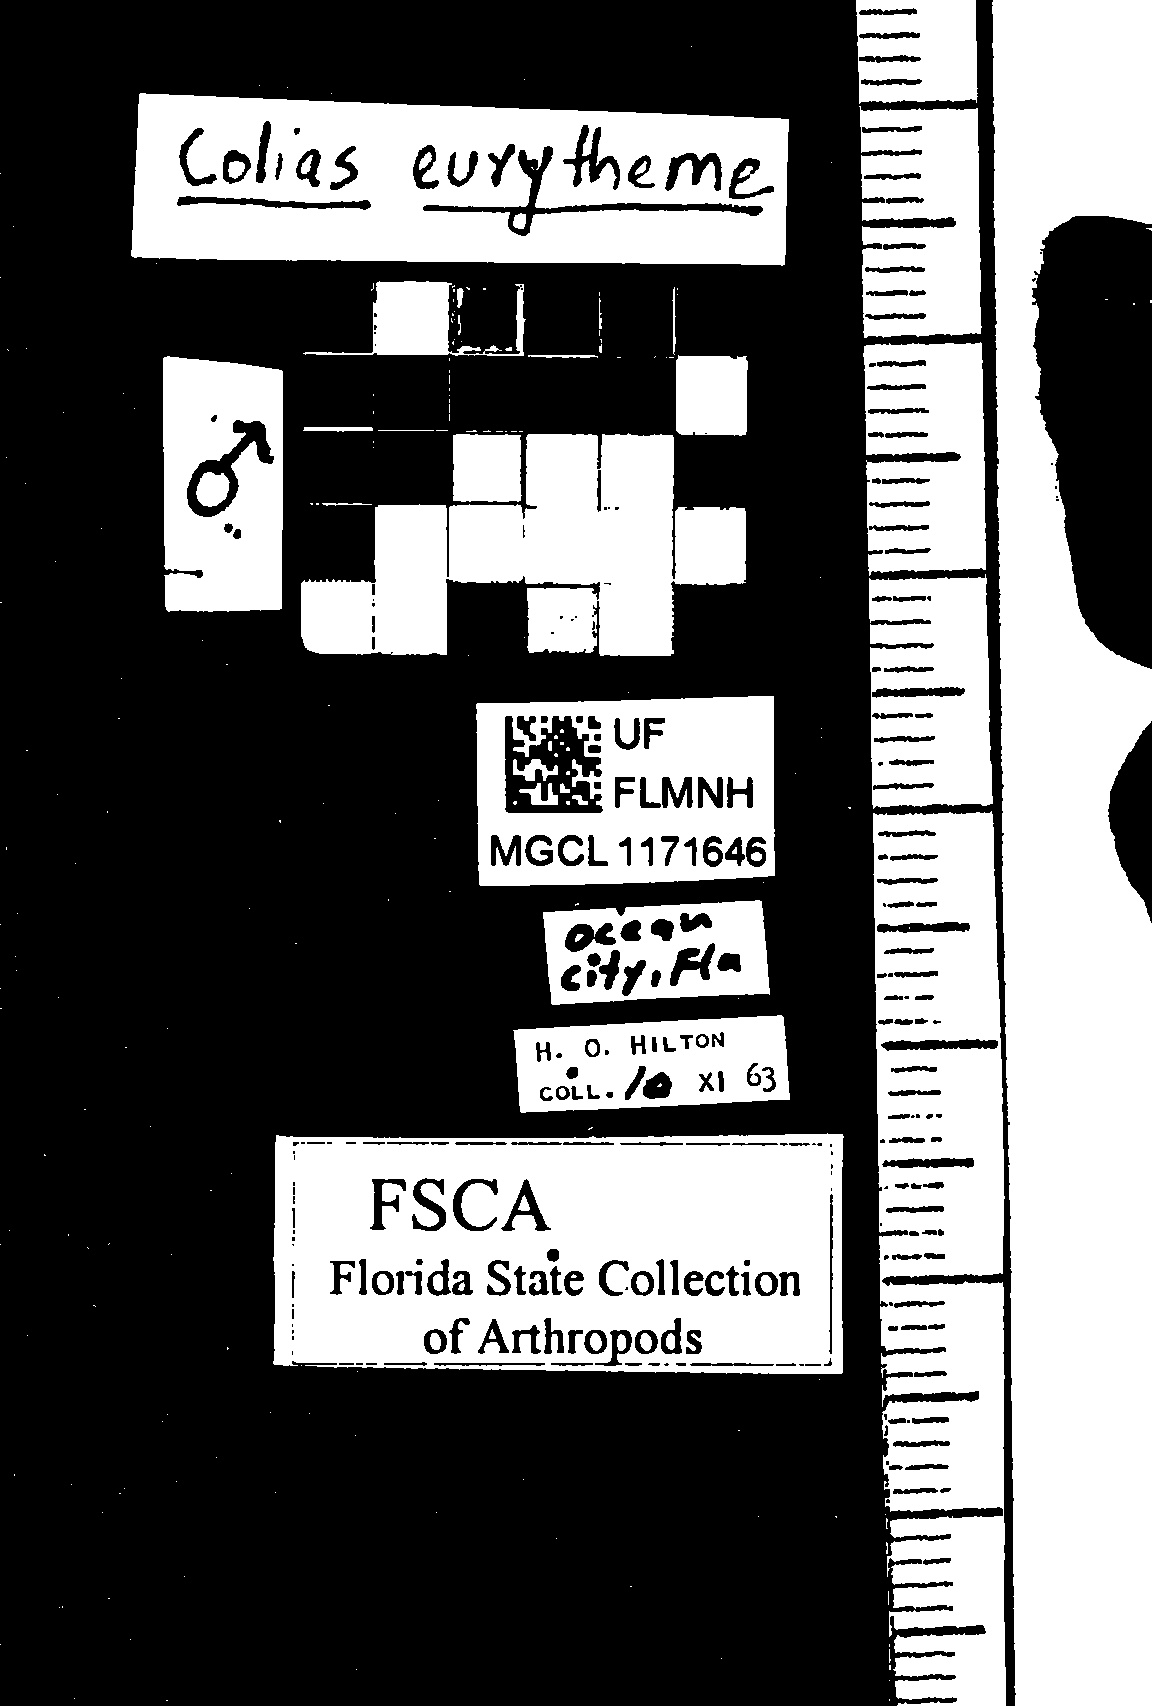 Colias eurytheme
♂
UF
FLMNH
MGCL 1171646
ocean
city, Fla
H. O. HILTON
COLL. 10 XI 63
FSCA
Florida State Collection
of Arthropods